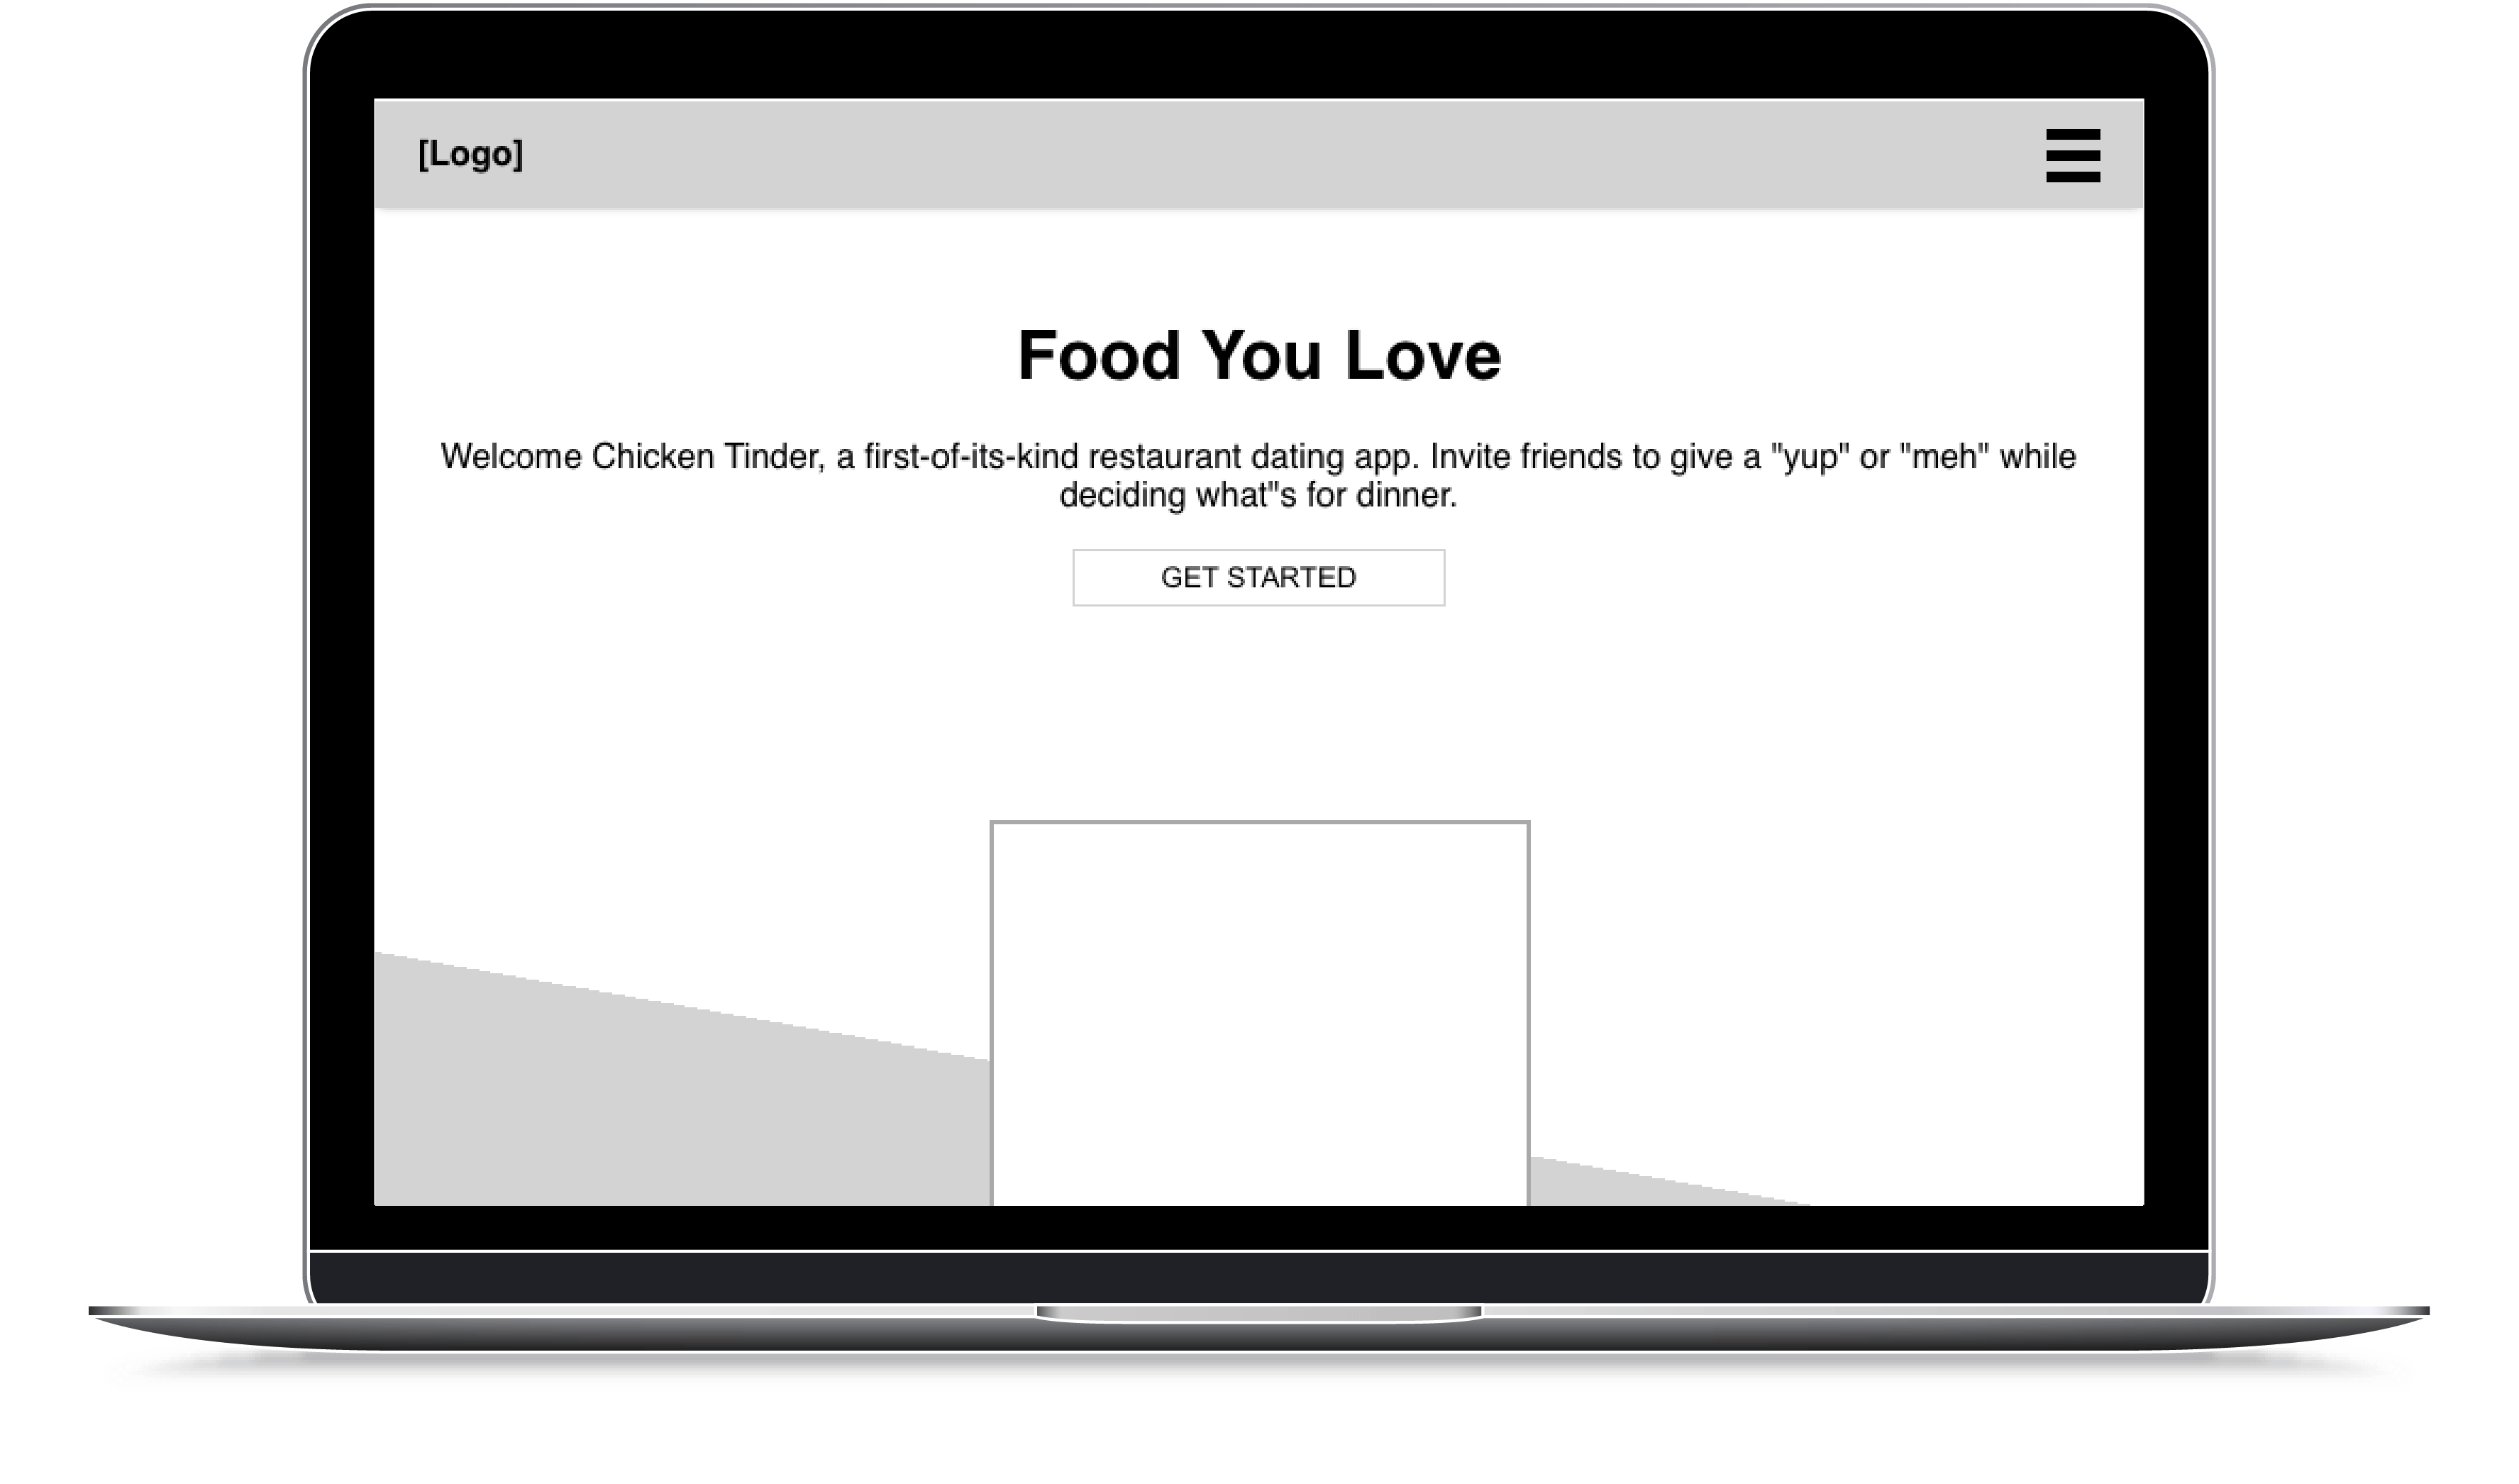 [Logo]
Food You Love
Welcome Chicken Tinder, a first-of-its-kind restaurant dating app. Invite friends to give a "yup" or "meh" while
deciding what"s for dinner.
GET STARTED